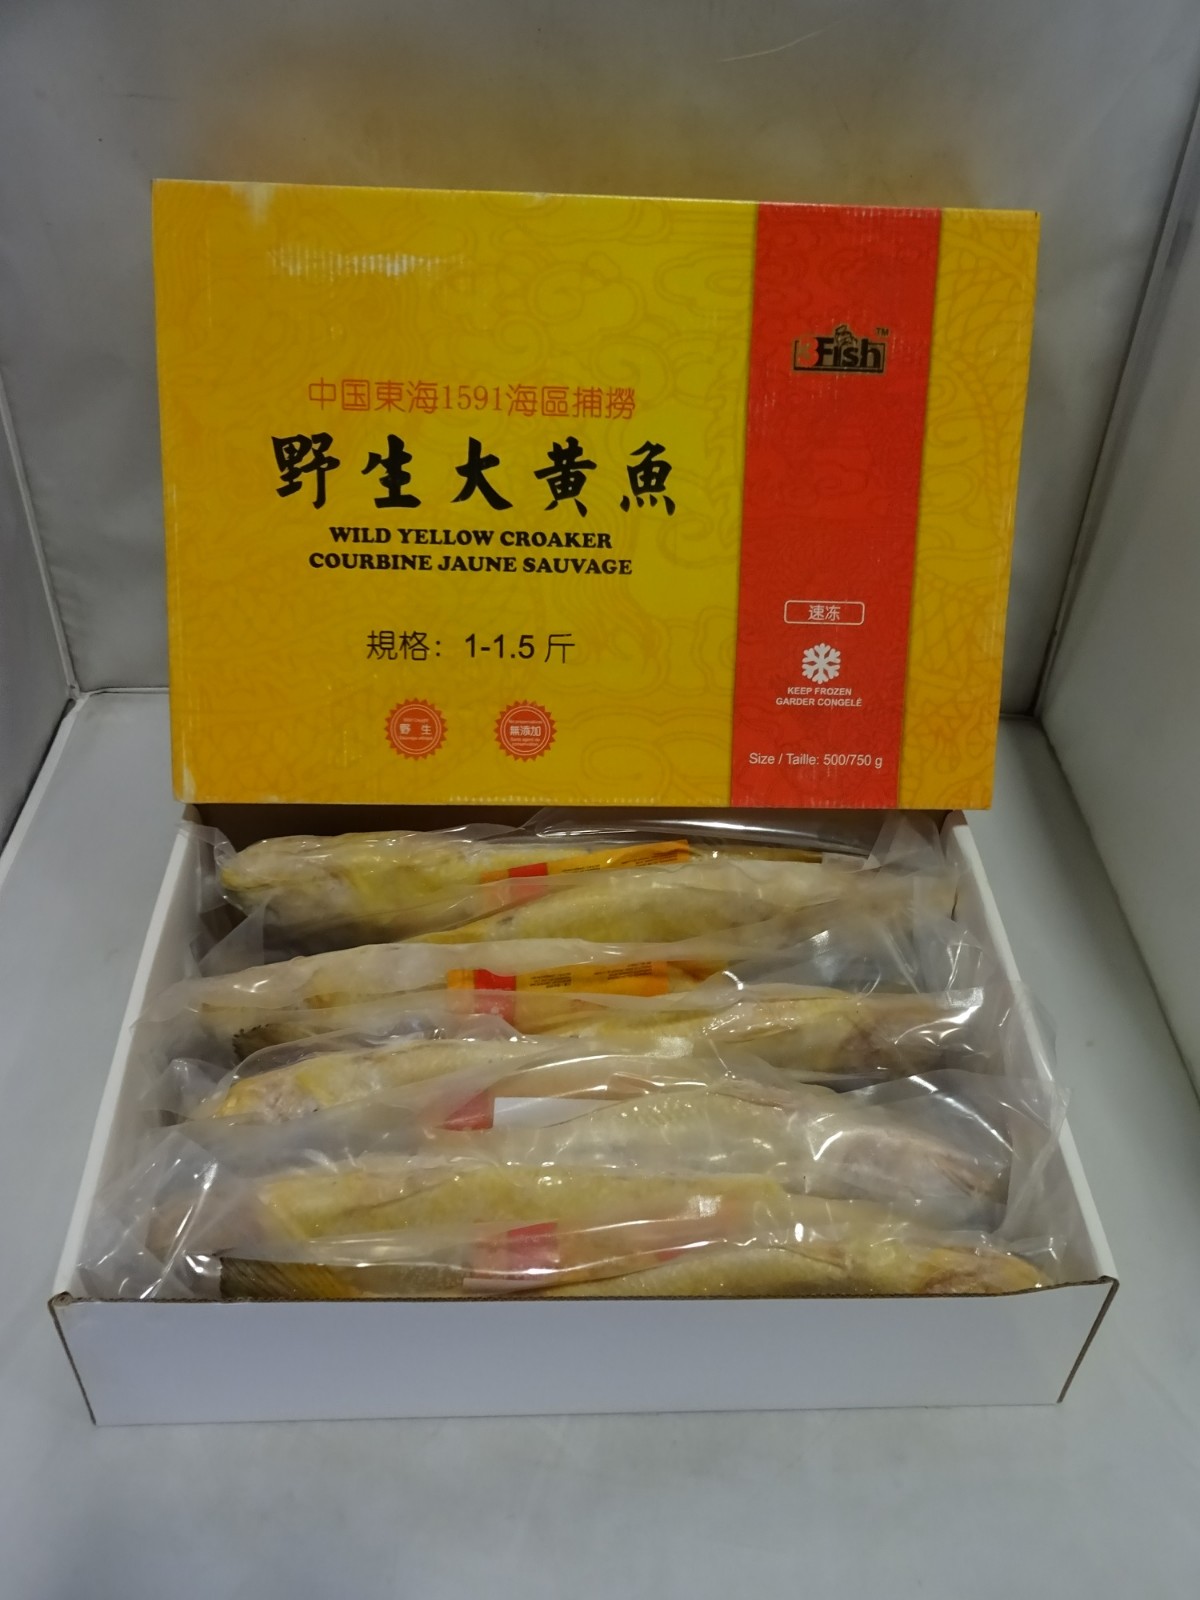 中国東海1591海區捕撈
野生大黄魚
WILD YELLOW CROAKER
COURBINE JAUNE SAUVAGE
規格：1-1.5 斤
野 生
無添加
3Fish™
速冻
KEEP FROZEN
GARDER CONGELÉ
Size / Taille: 500/750 g